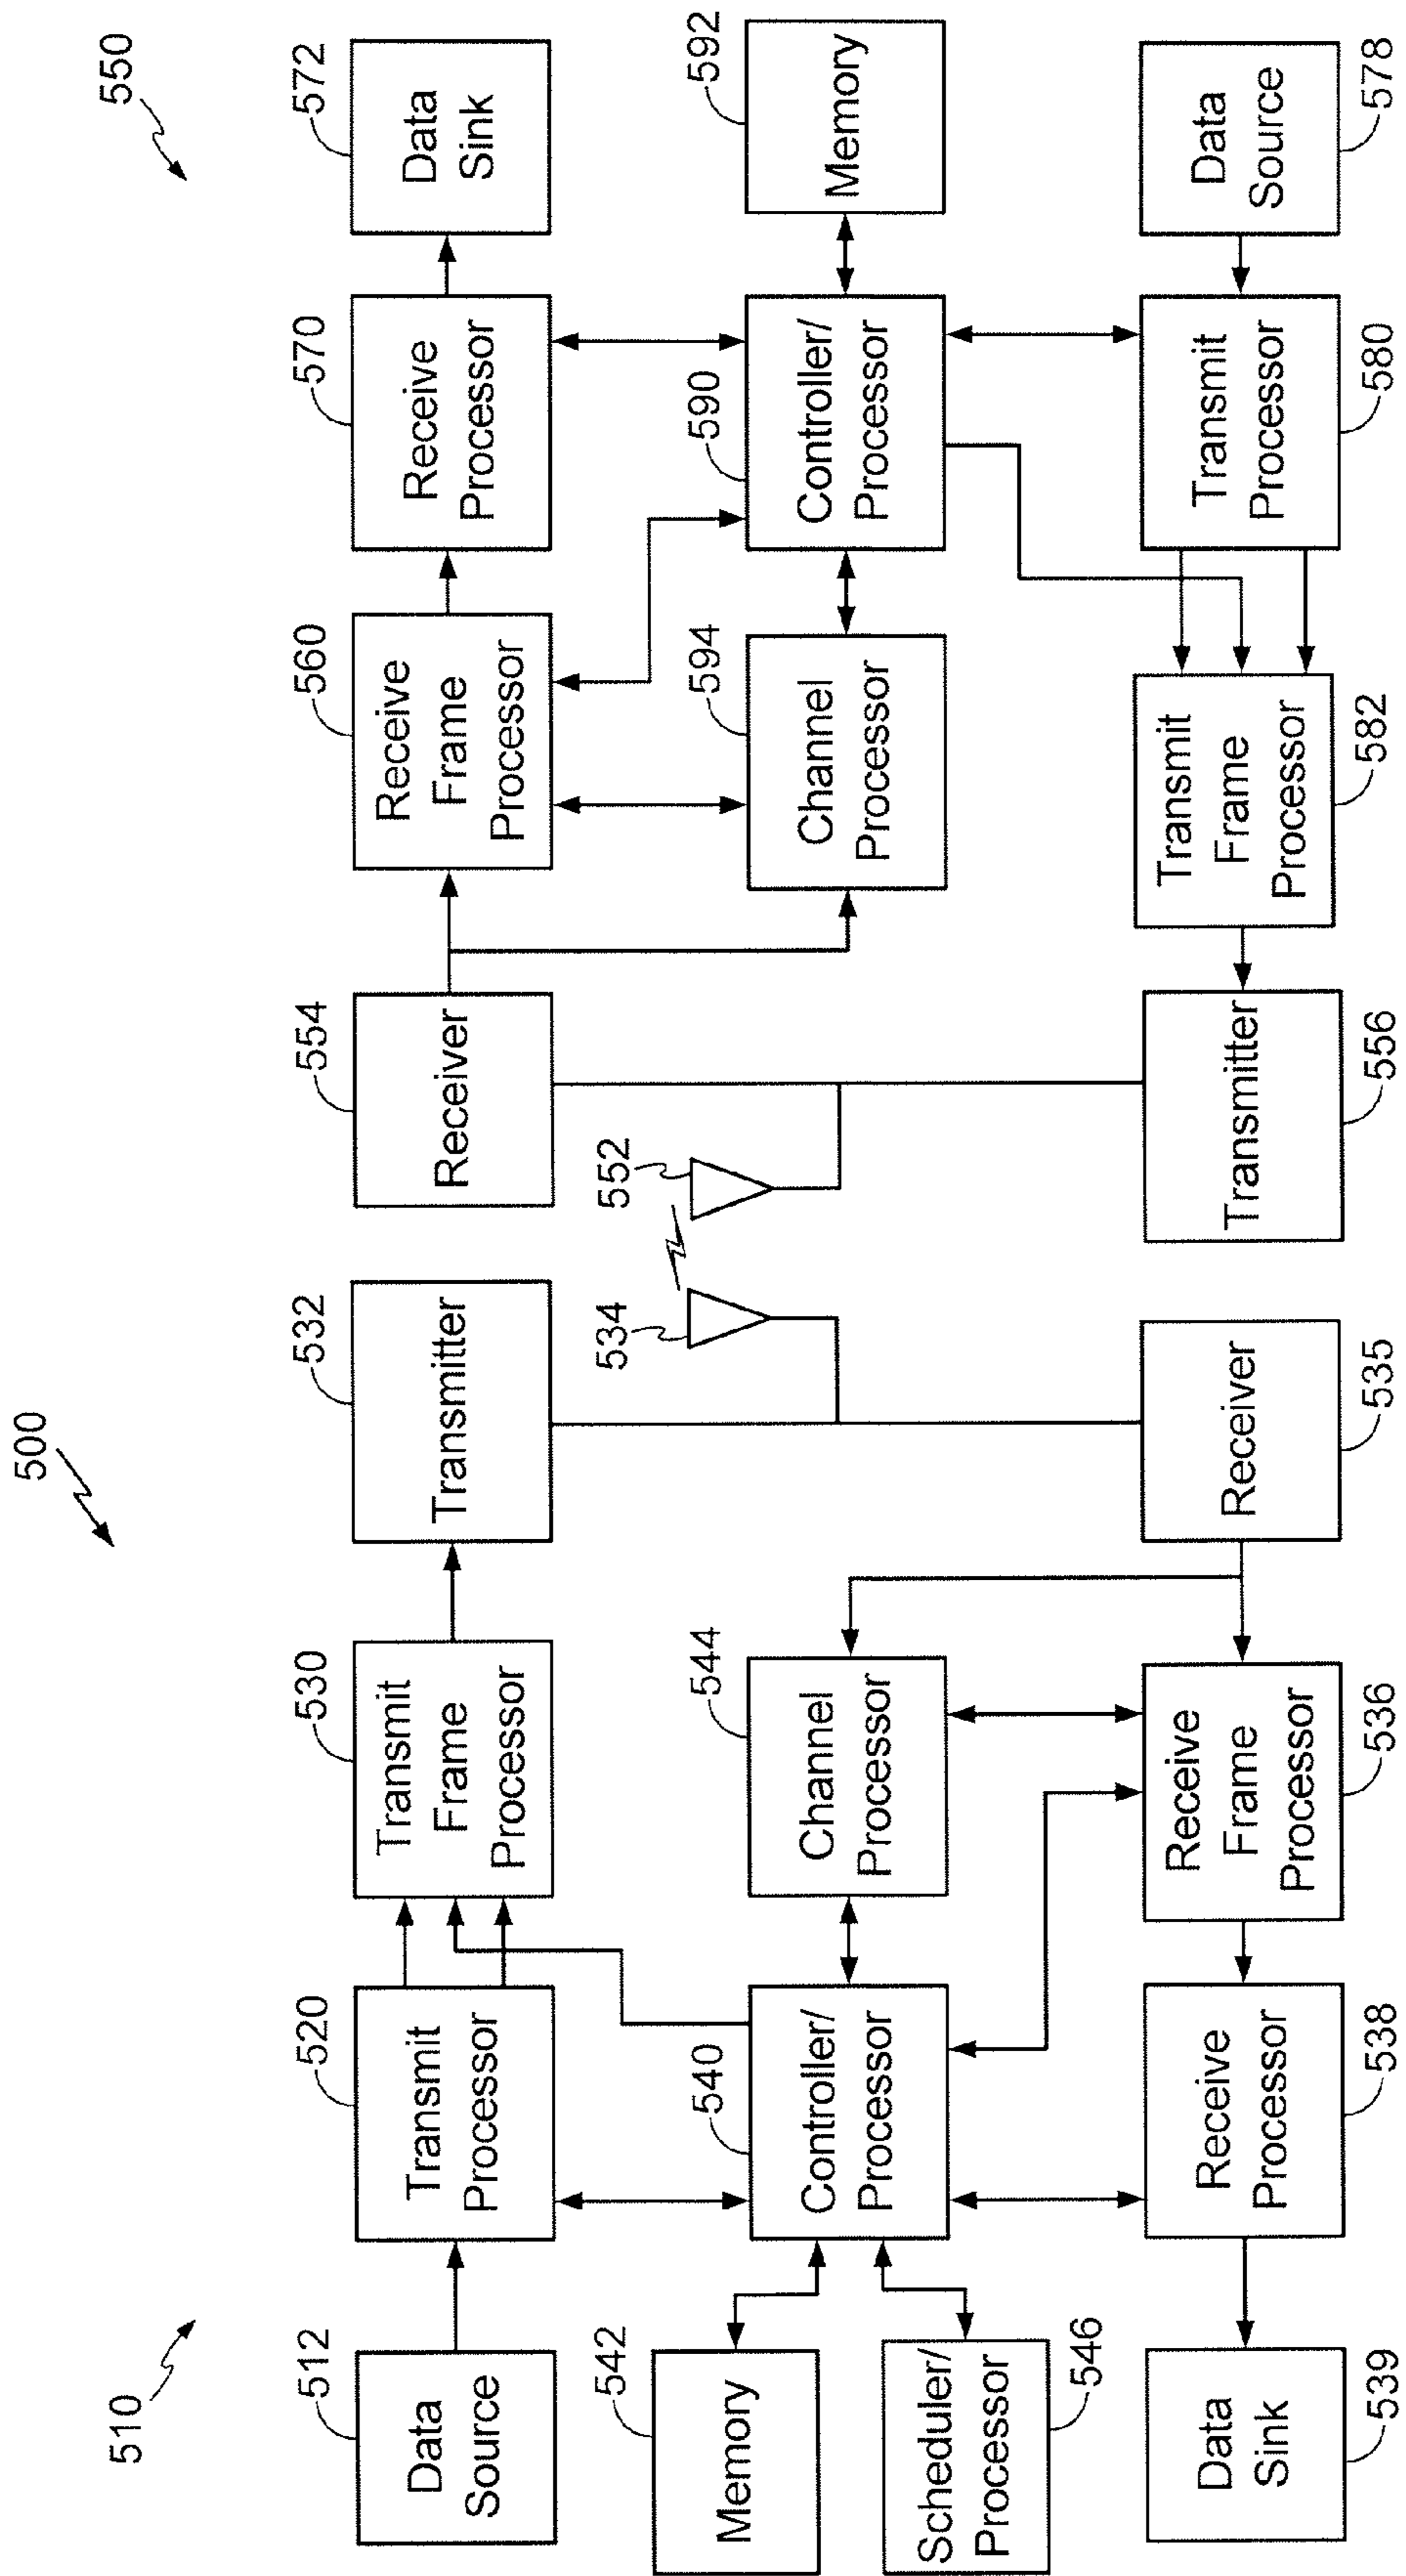 500
510
550
512
Data
Source
520
Transmit
Processor
530
Transmit
Frame
Processor
532
Transmitter
554
Receiver
560
Receive
Frame
Processor
570
Receive
Processor
572
Data
Sink
542
Memory
540
Controller/
Processor
544
Channel
Processor
534
552
594
Channel
Processor
590
Controller/
Processor
592
Memory
Scheduler/
Processor
546
Data
Sink
539
Receive
Processor
538
Receive
Frame
Processor
536
Receiver
535
Transmitter
556
Transmit
Frame
Processor
582
Transmit
Processor
580
Data
Source
578